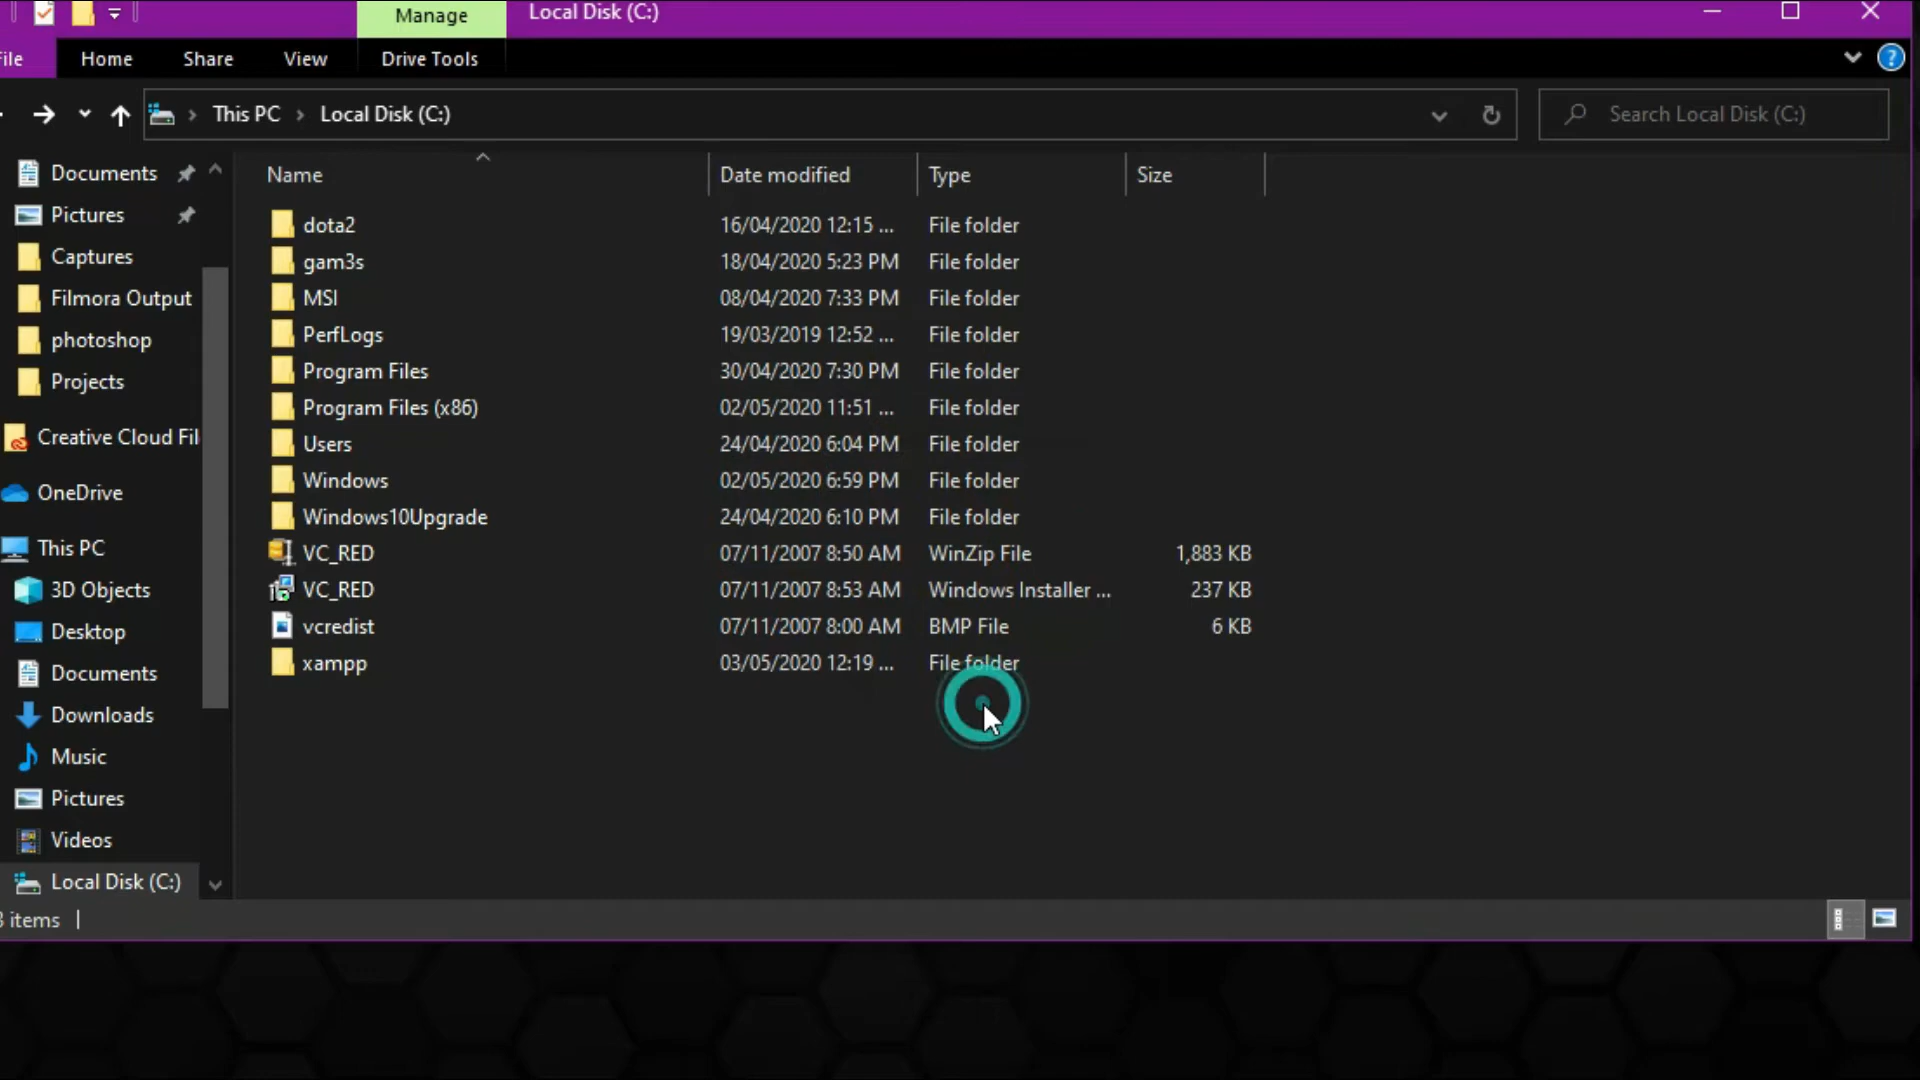 Manage
Local Disk (C:)
ile
Home
Share
View
Drive Tools
This PC
Local Disk (C:)
Search Local Disk (C:)
Documents
Pictures
Captures
Filmora Output
photoshop
Projects
Creative Cloud Fil
OneDrive
This PC
3D Objects
Desktop
Documents
Downloads
Music
Pictures
Videos
Local Disk (C:)
Name Date modified Type Size
dota2 16/04/2020 12:15 ... File folder
gam3s 18/04/2020 5:23 PM File folder
MSI 08/04/2020 7:33 PM File folder
PerfLogs 19/03/2019 12:52 ... File folder
Program Files 30/04/2020 7:30 PM File folder
Program Files (x86) 02/05/2020 11:51 ... File folder
Users 24/04/2020 6:04 PM File folder
Windows 02/05/2020 6:59 PM File folder
Windows10Upgrade 24/04/2020 6:10 PM File folder
VC_RED 07/11/2007 8:50 AM WinZip File 1,883 KB
VC_RED 07/11/2007 8:53 AM Windows Installer ... 237 KB
vcredist 07/11/2007 8:00 AM BMP File 6 KB
xampp 03/05/2020 12:19 ... File folder
items